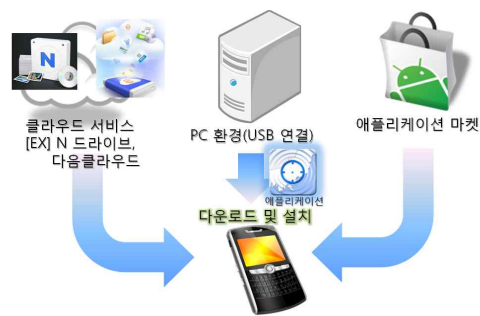 N
클라우드 서비스
[EX] N 드라이브,
다음클라우드
PC 환경(USB 연결)
애플리케이션 마켓
애플리케이션
다운로드 및 설치